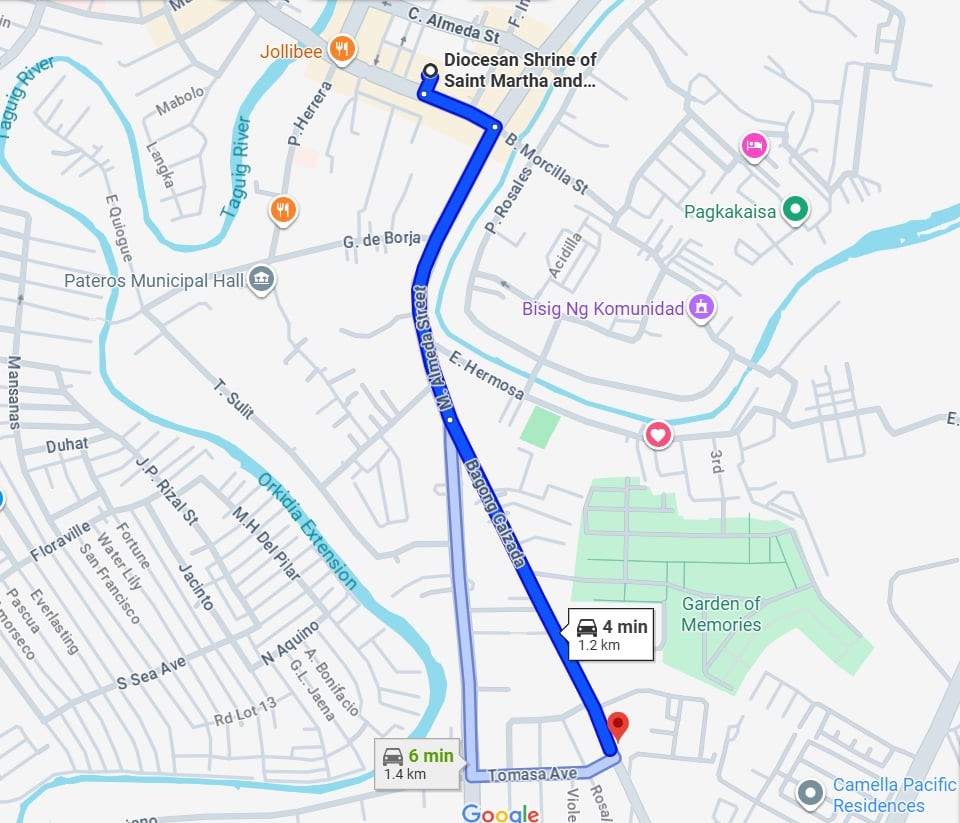 C. Almeda St
Jollibee
Diocesan Shrine of
Saint Martha and...
Taguig River
Mabolo
P. Herrera
Langka
Taguig River
B. Morcilla St
P. Rosales
Pagkakaisa
E Quiogue
G. de Borja
Acidilla
Pateros Municipal Hall
Bisig Ng Komunidad
M. Almeda Street
E. Hermosa
Mansanas
T. Sulit
Duhat
3rd
E.
J.P. Rizal St
Orkidia Extension
Bagong Calzada
M.H Del Pilar
Floraville
Fortune
Water Lily
San Francisco
Jacinto
Everlasting
Pascua
Garden of
Memories
4 min
1.2 km
N Aquino
S Sea Ave
A. Bonifacio
G.L. Jaena
Rd Lot 13
6 min
1.4 km
Tomasa Ave
Camella Pacific
Residences
Google